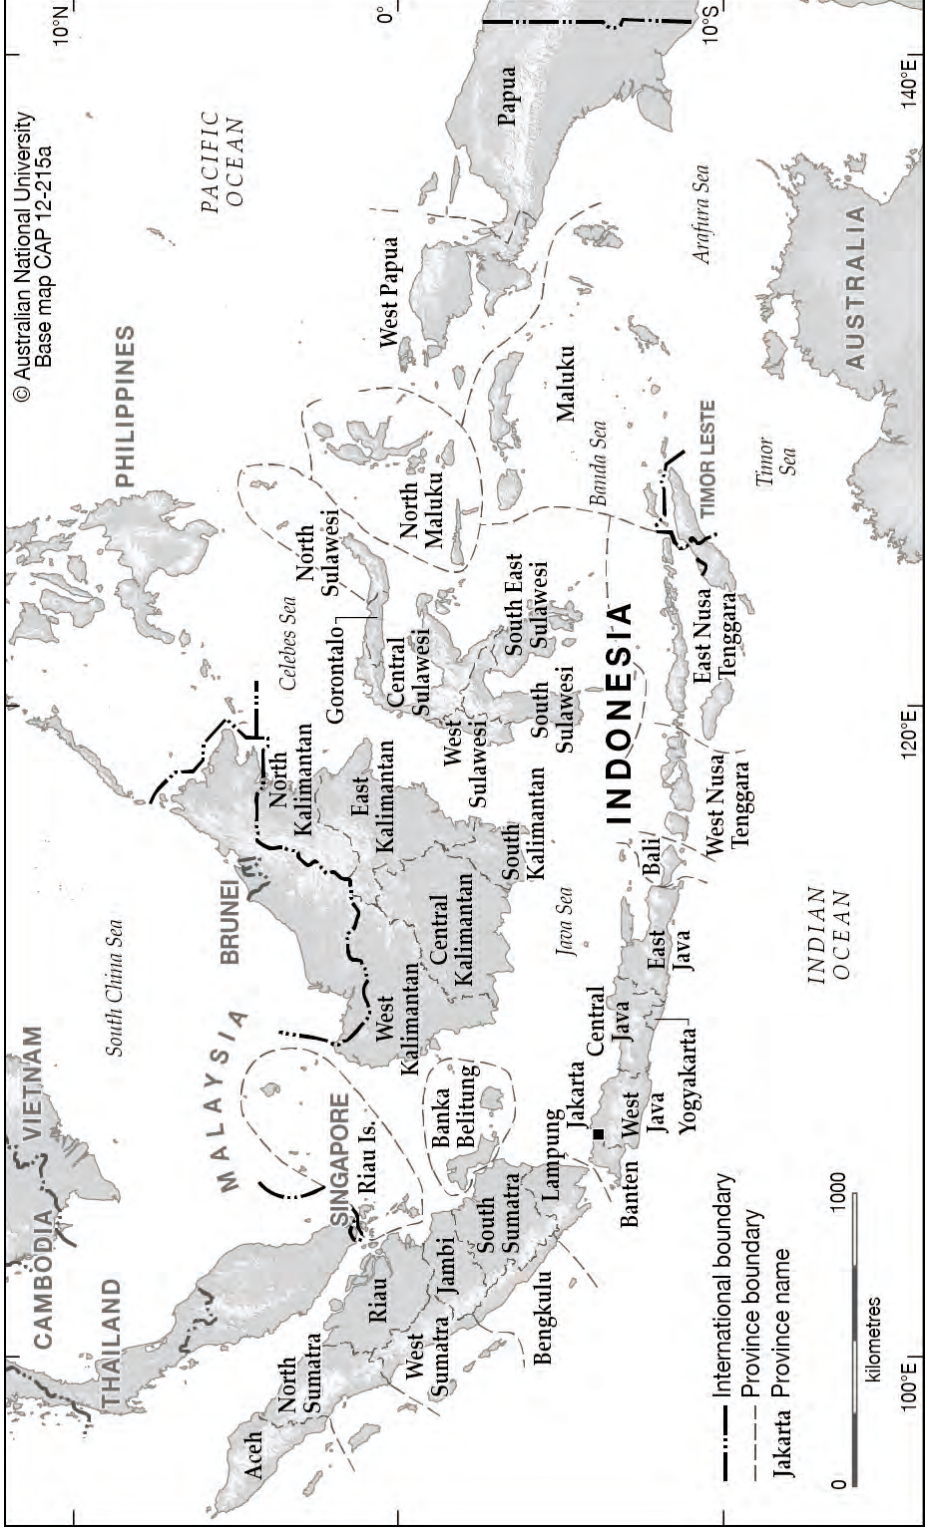 © Australian National University
Base map CAP 12-215a
10°N
0°
10°S
100°E
120°E
140°E
THAILAND
CAMBODIA
VIETNAM
MALAYSIA
SINGAPORE
BRUNEI
PHILIPPINES
INDONESIA
TIMOR LESTE
AUSTRALIA
South China Sea
Celebes Sea
PACIFIC
OCEAN
Java Sea
Banda Sea
Arafura Sea
Timor
Sea
INDIAN
OCEAN
Aceh
North
Sumatra
Riau
Riau Is.
West
Sumatra
Jambi
South
Sumatra
Banka
Belitung
Bengkulu
Lampung
Banten
Jakarta
West
Java
Central
Java
Yogyakarta
East
Java
Bali
West Nusa
Tenggara
East Nusa
Tenggara
West
Kalimantan
Central
Kalimantan
South
Kalimantan
East
Kalimantan
North
Kalimantan
North
Sulawesi
Gorontalo
Central
Sulawesi
West
Sulawesi
South
Sulawesi
South East
Sulawesi
North
Maluku
Maluku
West Papua
Papua
International boundary
Province boundary
Jakarta Province name
0
1000
kilometres